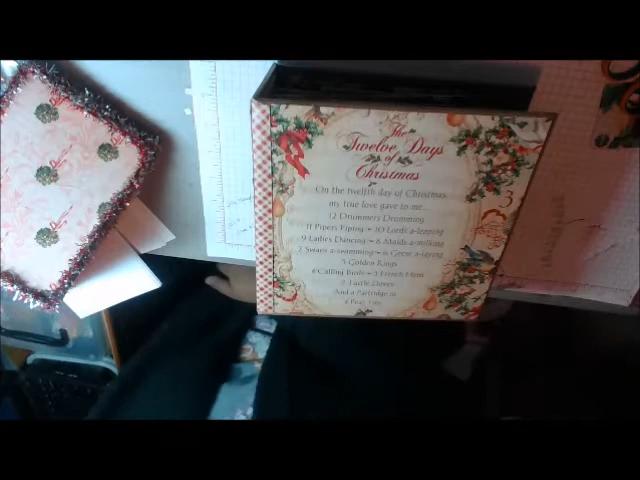 The
Twelve Days
of
Christmas
On the twelfth day of Christmas
my true love gave to me...
12 Drummers Drumming
11 Pipers Piping ~ 10 Lords a-leaping
9 Ladies Dancing ~ 8 Maids a-milking
7 Swans a-swimming ~ 6 Geese a-laying
5 Golden Rings
4 Calling Birds ~ 3 French Hens
2 Turtle Doves
And a Partridge in
a Pear Tree
3